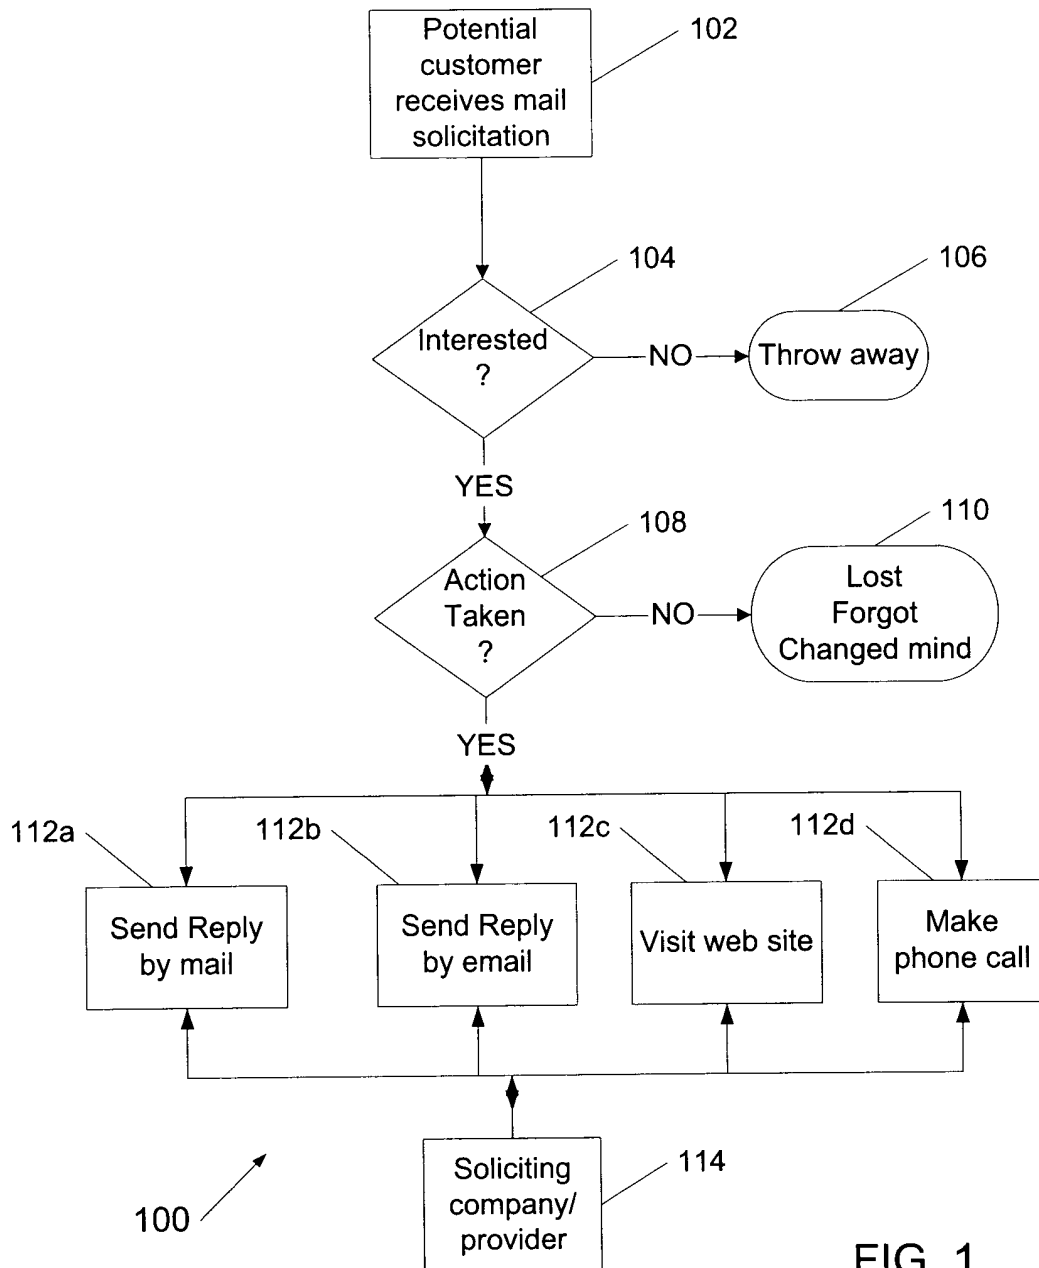 Potential
customer
receives mail
solicitation
102
104
Interested
?
NO
106
Throw away
YES
108
Action
Taken
?
NO
110
Lost
Forgot
Changed mind
YES
112a
112b
112c
112d
Send Reply
by mail
Send Reply
by email
Visit web site
Make
phone call
Soliciting
company/
provider
114
100
FIG. 1